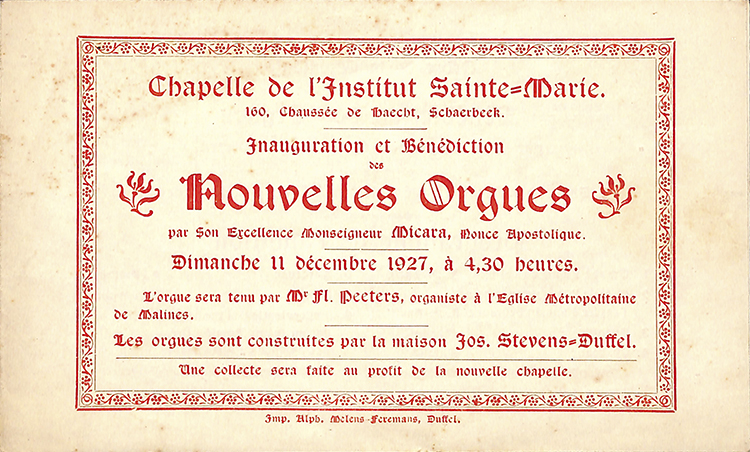 Chapelle de l'Institut Sainte=Marie.
160, Chaussée de Haecht, Schaerbeek.
Inauguration et Bénédiction
des
Nouvelles Orgues
par Son Excellence Monseigneur Micara, Nonce Apostolique.
Dimanche 11 décembre 1927, à 4,30 heures.
L'orgue sera tenu par Mr Fl. Peeters, organiste à l'Eglise Métropolitaine
de Malines.
Les orgues sont construites par la maison Jos. Stevens=Duffel.
Une collecte sera faite au profit de la nouvelle chapelle.
Imp. Alph. Melens-Feremans, Duffel.